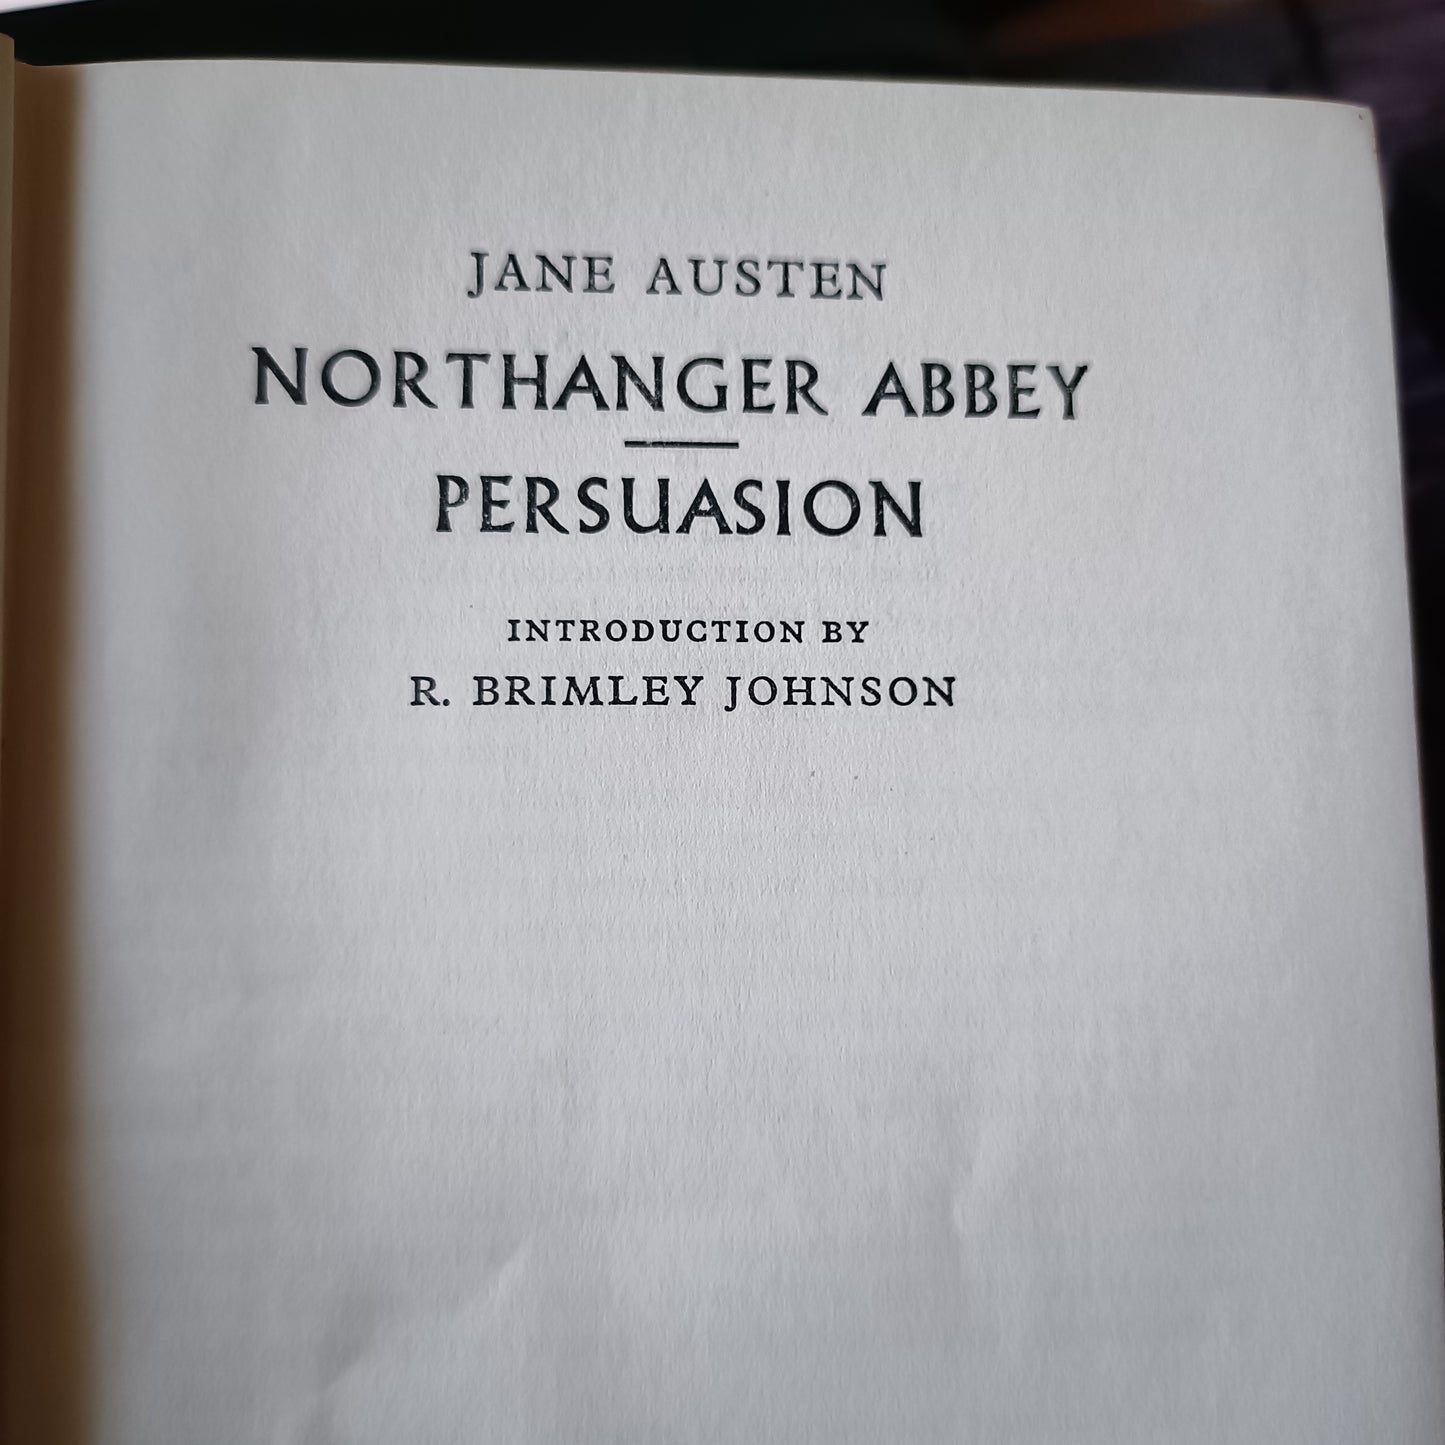 JANE AUSTEN
NORTHANGER ABBEY
PERSUASION
INTRODUCTION BY
R. BRIMLEY JOHNSON